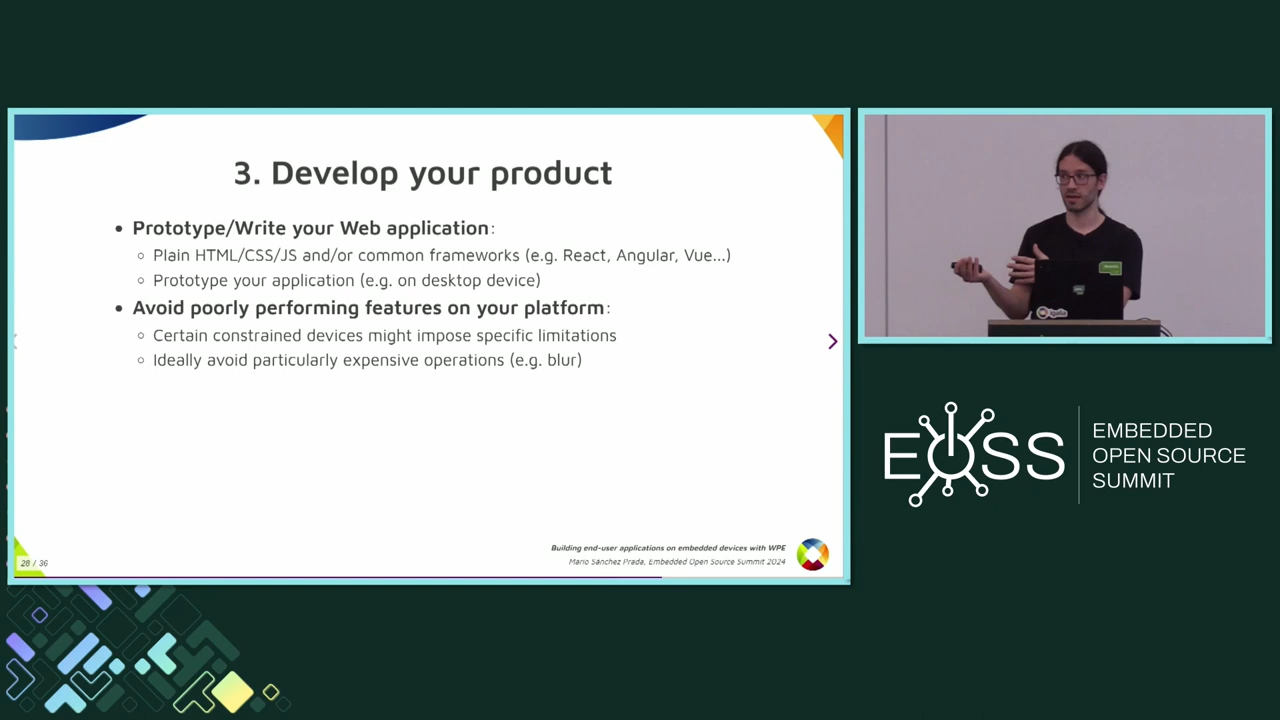 3. Develop your product
• Prototype/Write your Web application:
◦ Plain HTML/CSS/JS and/or common frameworks (e.g. React, Angular, Vue...)
◦ Prototype your application (e.g. on desktop device)
• Avoid poorly performing features on your platform:
◦ Certain constrained devices might impose specific limitations
◦ Ideally avoid particularly expensive operations (e.g. blur)
Building end-user applications on embedded devices with WPE
28 / 36
Mario Sánchez Prada, Embedded Open Source Summit 2024
EOSS
EMBEDDED
OPEN SOURCE
SUMMIT